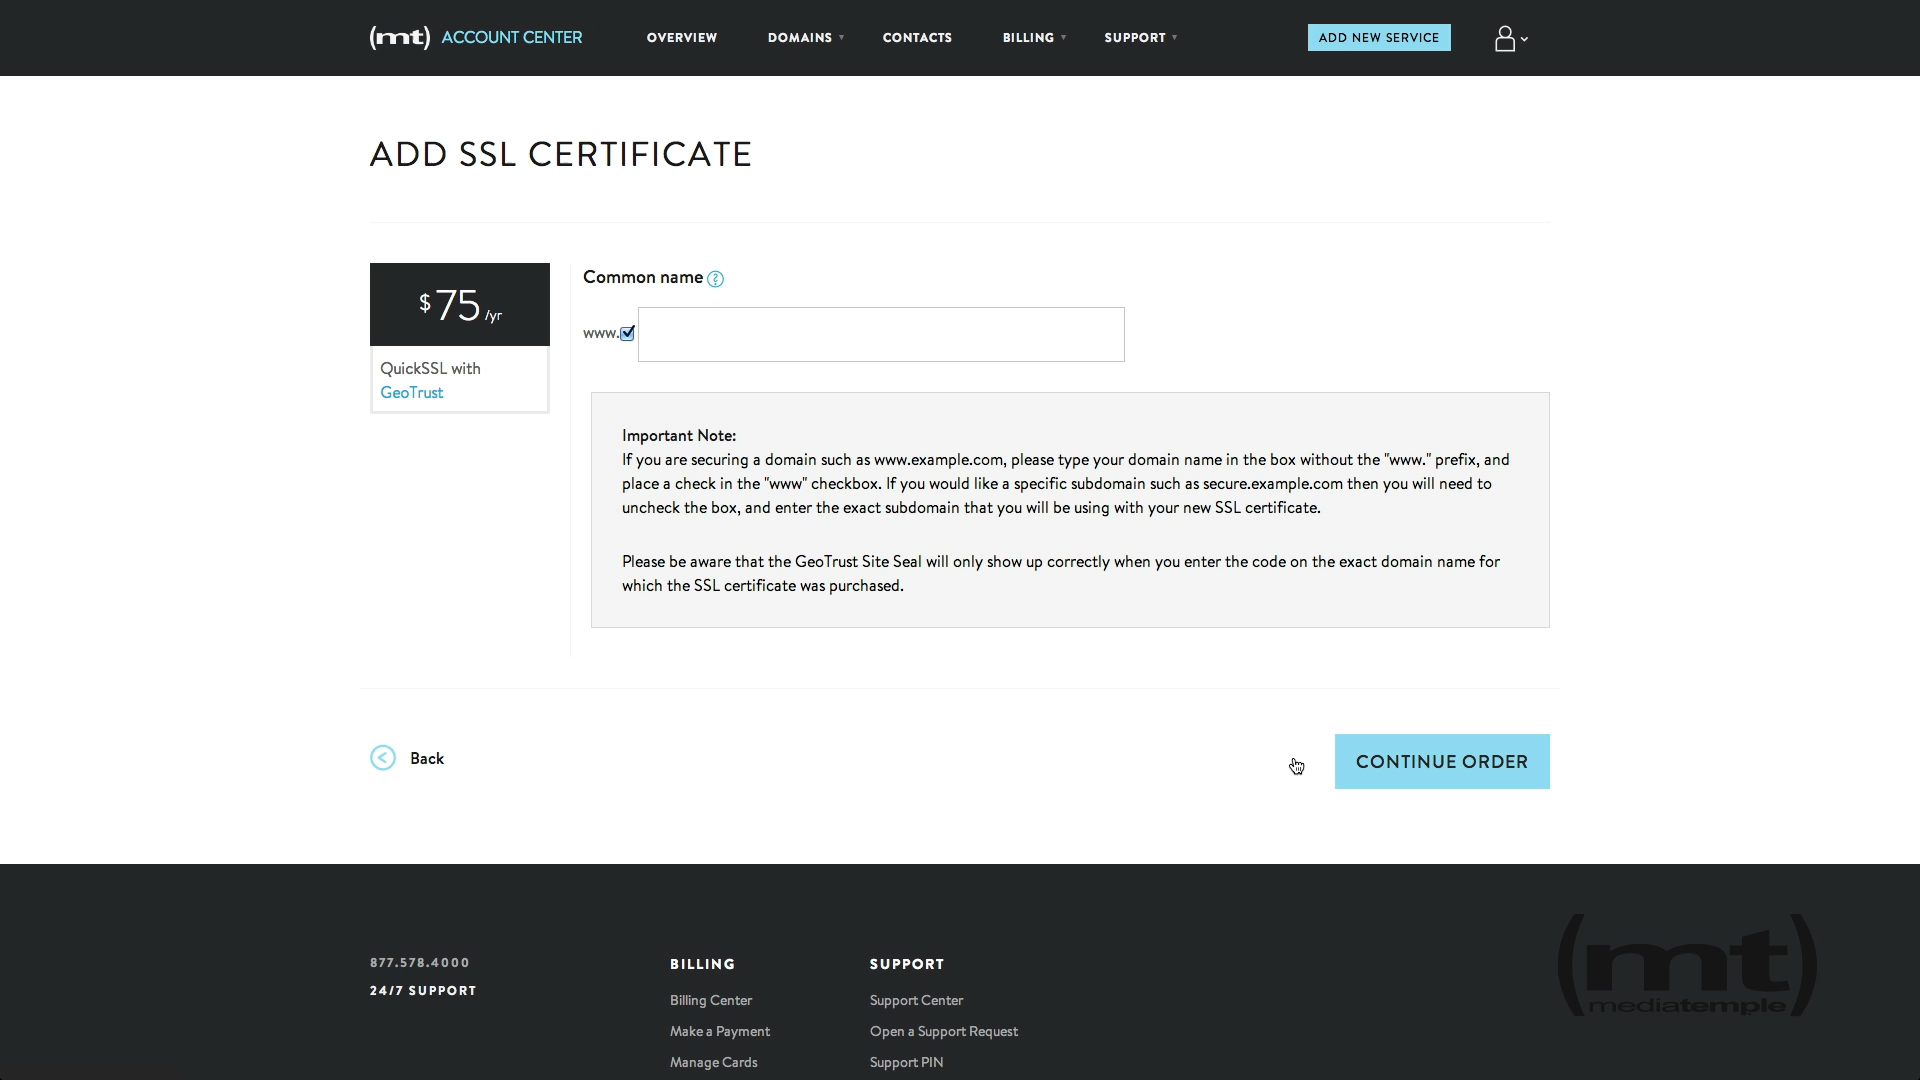 (mt) ACCOUNT CENTER
OVERVIEW
DOMAINS
CONTACTS
BILLING
SUPPORT
ADD NEW SERVICE
ADD SSL CERTIFICATE
$75/yr
QuickSSL with
GeoTrust
Common name ?
www.
Important Note:
If you are securing a domain such as www.example.com, please type your domain name in the box without the "www." prefix, and
place a check in the "www" checkbox. If you would like a specific subdomain such as secure.example.com then you will need to
uncheck the box, and enter the exact subdomain that you will be using with your new SSL certificate.
Please be aware that the GeoTrust Site Seal will only show up correctly when you enter the code on the exact domain name for
which the SSL certificate was purchased.
Back
CONTINUE ORDER
877.578.4000
24/7 SUPPORT
BILLING
Billing Center
Make a Payment
Manage Cards
SUPPORT
Support Center
Open a Support Request
Support PIN
(mt)
mediatemple